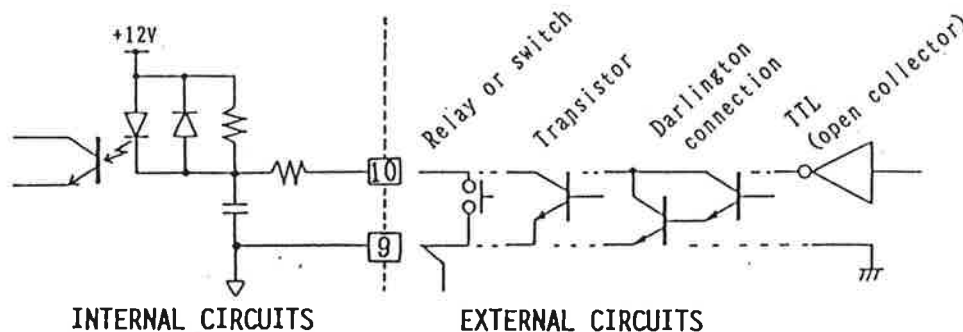 +12V
10
9
Relay or switch
Transistor
Darlington
connection
TTL
(open collector)
INTERNAL CIRCUITS
EXTERNAL CIRCUITS